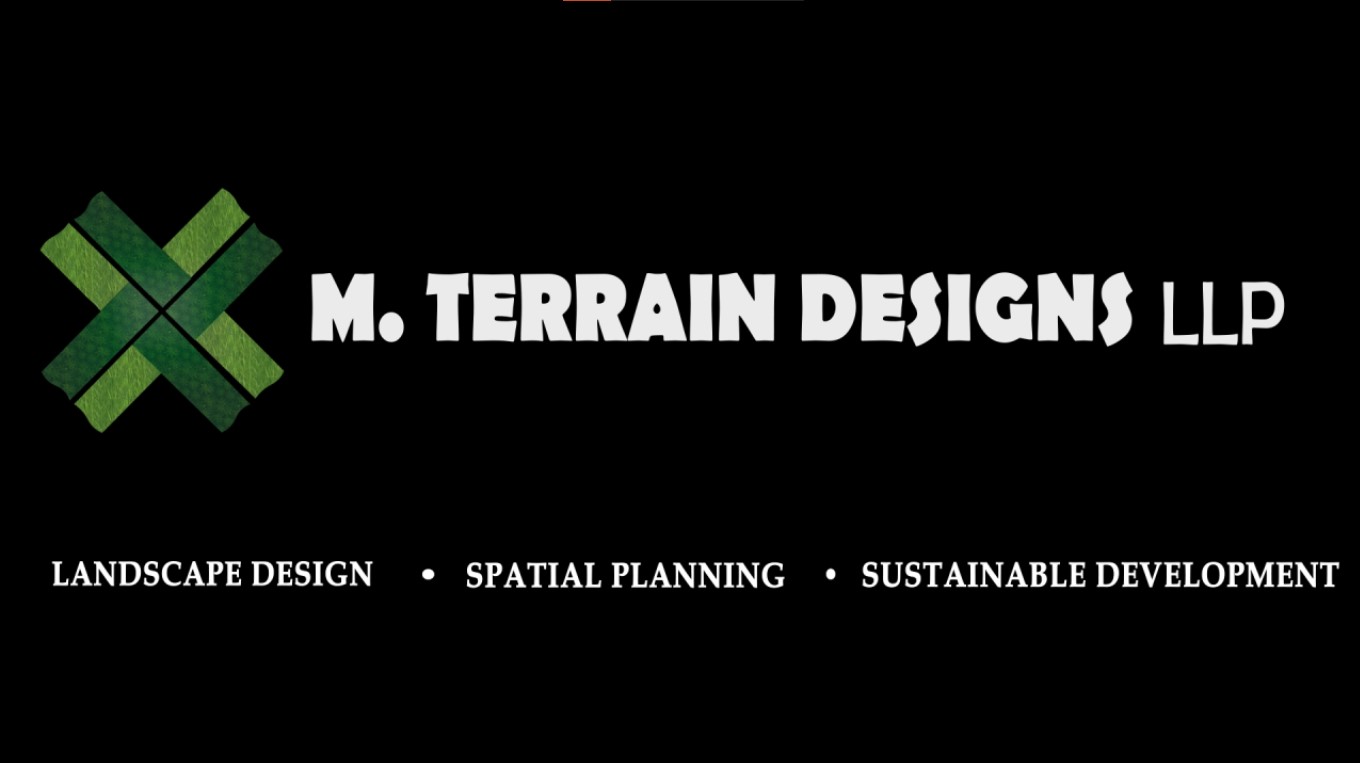 M. TERRAIN DESIGNS LLP
LANDSCAPE DESIGN • SPATIAL PLANNING • SUSTAINABLE DEVELOPMENT